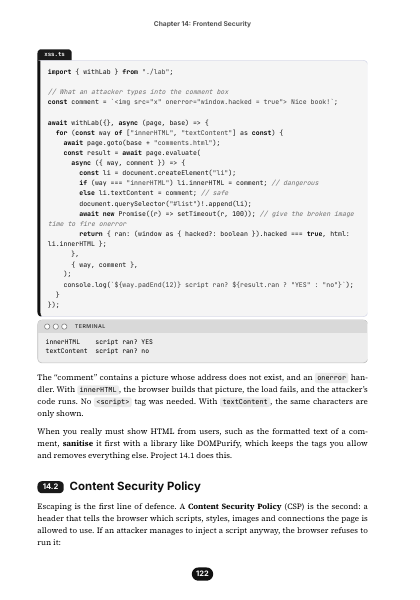 Chapter 14: Frontend Security
xss.ts
import { withLab } from "./lab";
// What an attacker types into the comment box
const comment = `<img src="x" onerror="window.hacked = true"> Nice book!`;
await withLab({}, async (page, base) => {
  for (const way of ["innerHTML", "textContent"] as const) {
    await page.goto(base + "comments.html");
    const result = await page.evaluate(
      async ({ way, comment }) => {
        const li = document.createElement("li");
        if (way === "innerHTML") li.innerHTML = comment; // dangerous
        else li.textContent = comment; // safe
        document.querySelector("#list")!.append(li);
        await new Promise((r) => setTimeout(r, 100)); // give the broken image
time to fire onerror
        return { ran: (window as { hacked?: boolean }).hacked === true, html:
li.innerHTML };
      },
      { way, comment },
    );
    console.log(`${way.padEnd(12)} script ran? ${result.ran ? "YES" : "no"}`);
  }
});
TERMINAL
innerHTML    script ran? YES
textContent  script ran? no
The “comment” contains a picture whose address does not exist, and an onerror han-
dler. With innerHTML, the browser builds that picture, the load fails, and the attacker’s
code runs. No <script> tag was needed. With textContent, the same characters are
only shown.
When you really must show HTML from users, such as the formatted text of a com-
ment, sanitise it first with a library like DOMPurify, which keeps the tags you allow
and removes everything else. Project 14.1 does this.
14.2 Content Security Policy
Escaping is the first line of defence. A Content Security Policy (CSP) is the second: a
header that tells the browser which scripts, styles, images and connections the page is
allowed to use. If an attacker manages to inject a script anyway, the browser refuses to
run it:
122